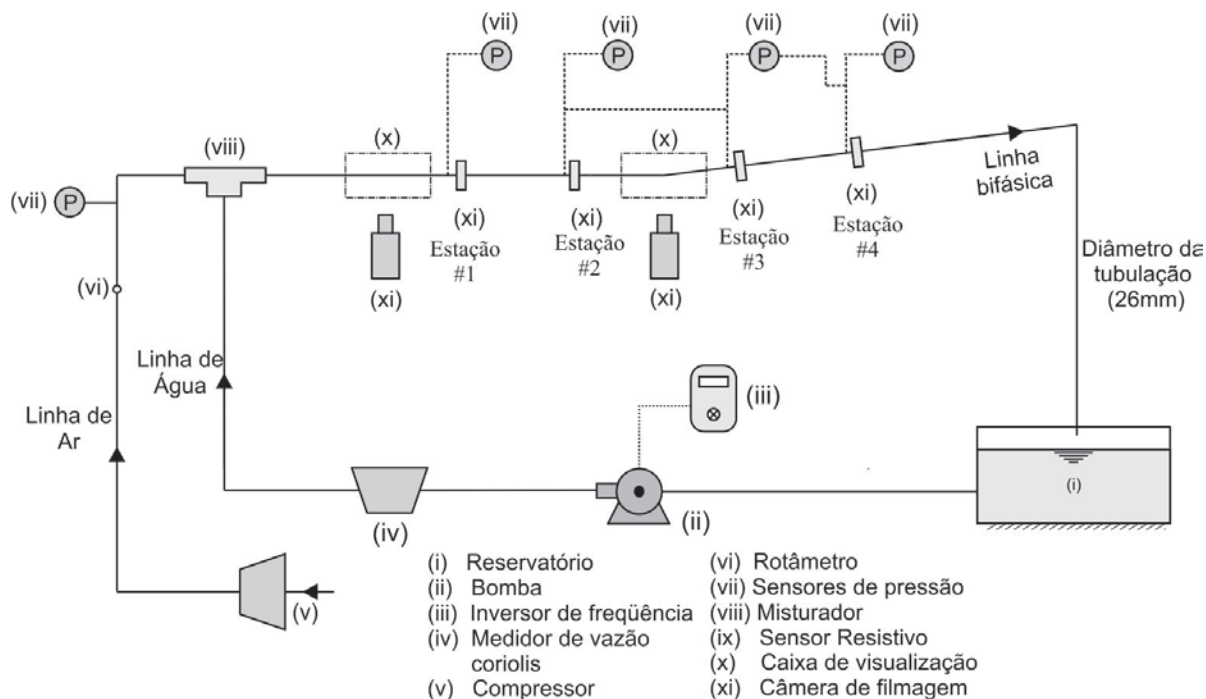 (vii)
(vii)
(vii)
(vii)
P
P
P
P
(viii)
(x)
(x)
(vii)
P
(xi)
Estação
#1
(xi)
Estação
#2
(xi)
Estação
#3
(xi)
Estação
#4
Linha
bifásica
(xi)
(xi)
Diâmetro da
tubulação
(26mm)
(vi)
Linha de
Água
Linha de
Ar
(iii)
(iv)
(ii)
(i)
(v)
(i) Reservatório
(ii) Bomba
(iii) Inversor de freqüência
(iv) Medidor de vazão
coriolis
(v) Compressor
(vi) Rotâmetro
(vii) Sensores de pressão
(viii) Misturador
(ix) Sensor Resistivo
(x) Caixa de visualização
(xi) Câmera de filmagem